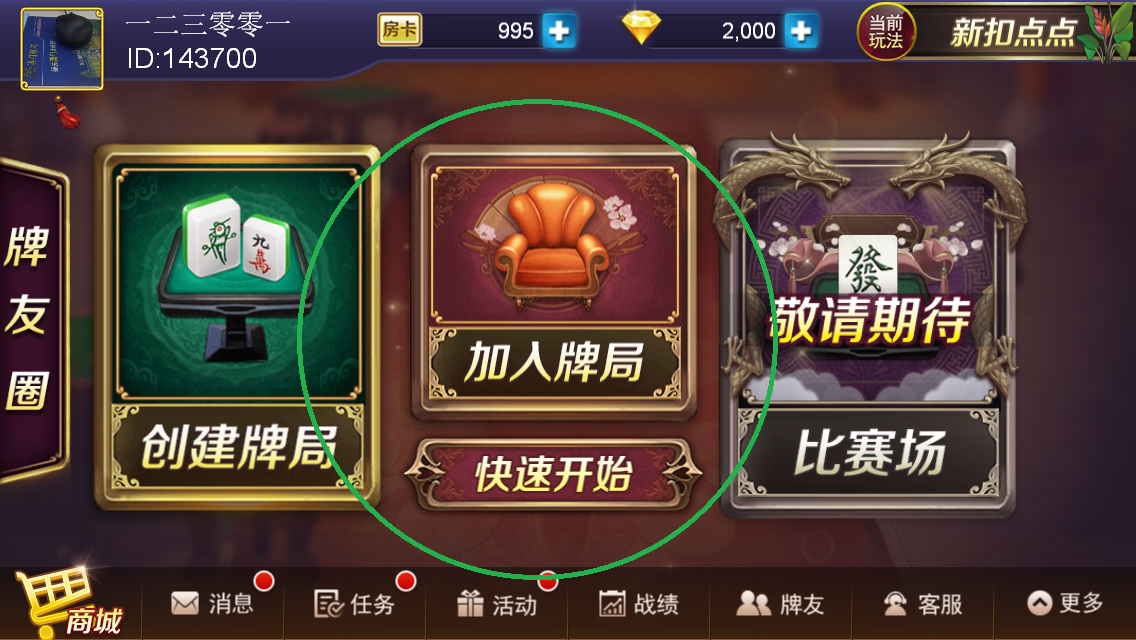 一二三零零一
ID:143700
房卡
995
2,000
当前
玩法
新扣点点
牌
友
圈
九
萬
發
敬请期待
加入牌局
创建牌局
快速开始
比赛场
商城
消息
任务
活动
战绩
牌友
客服
更多